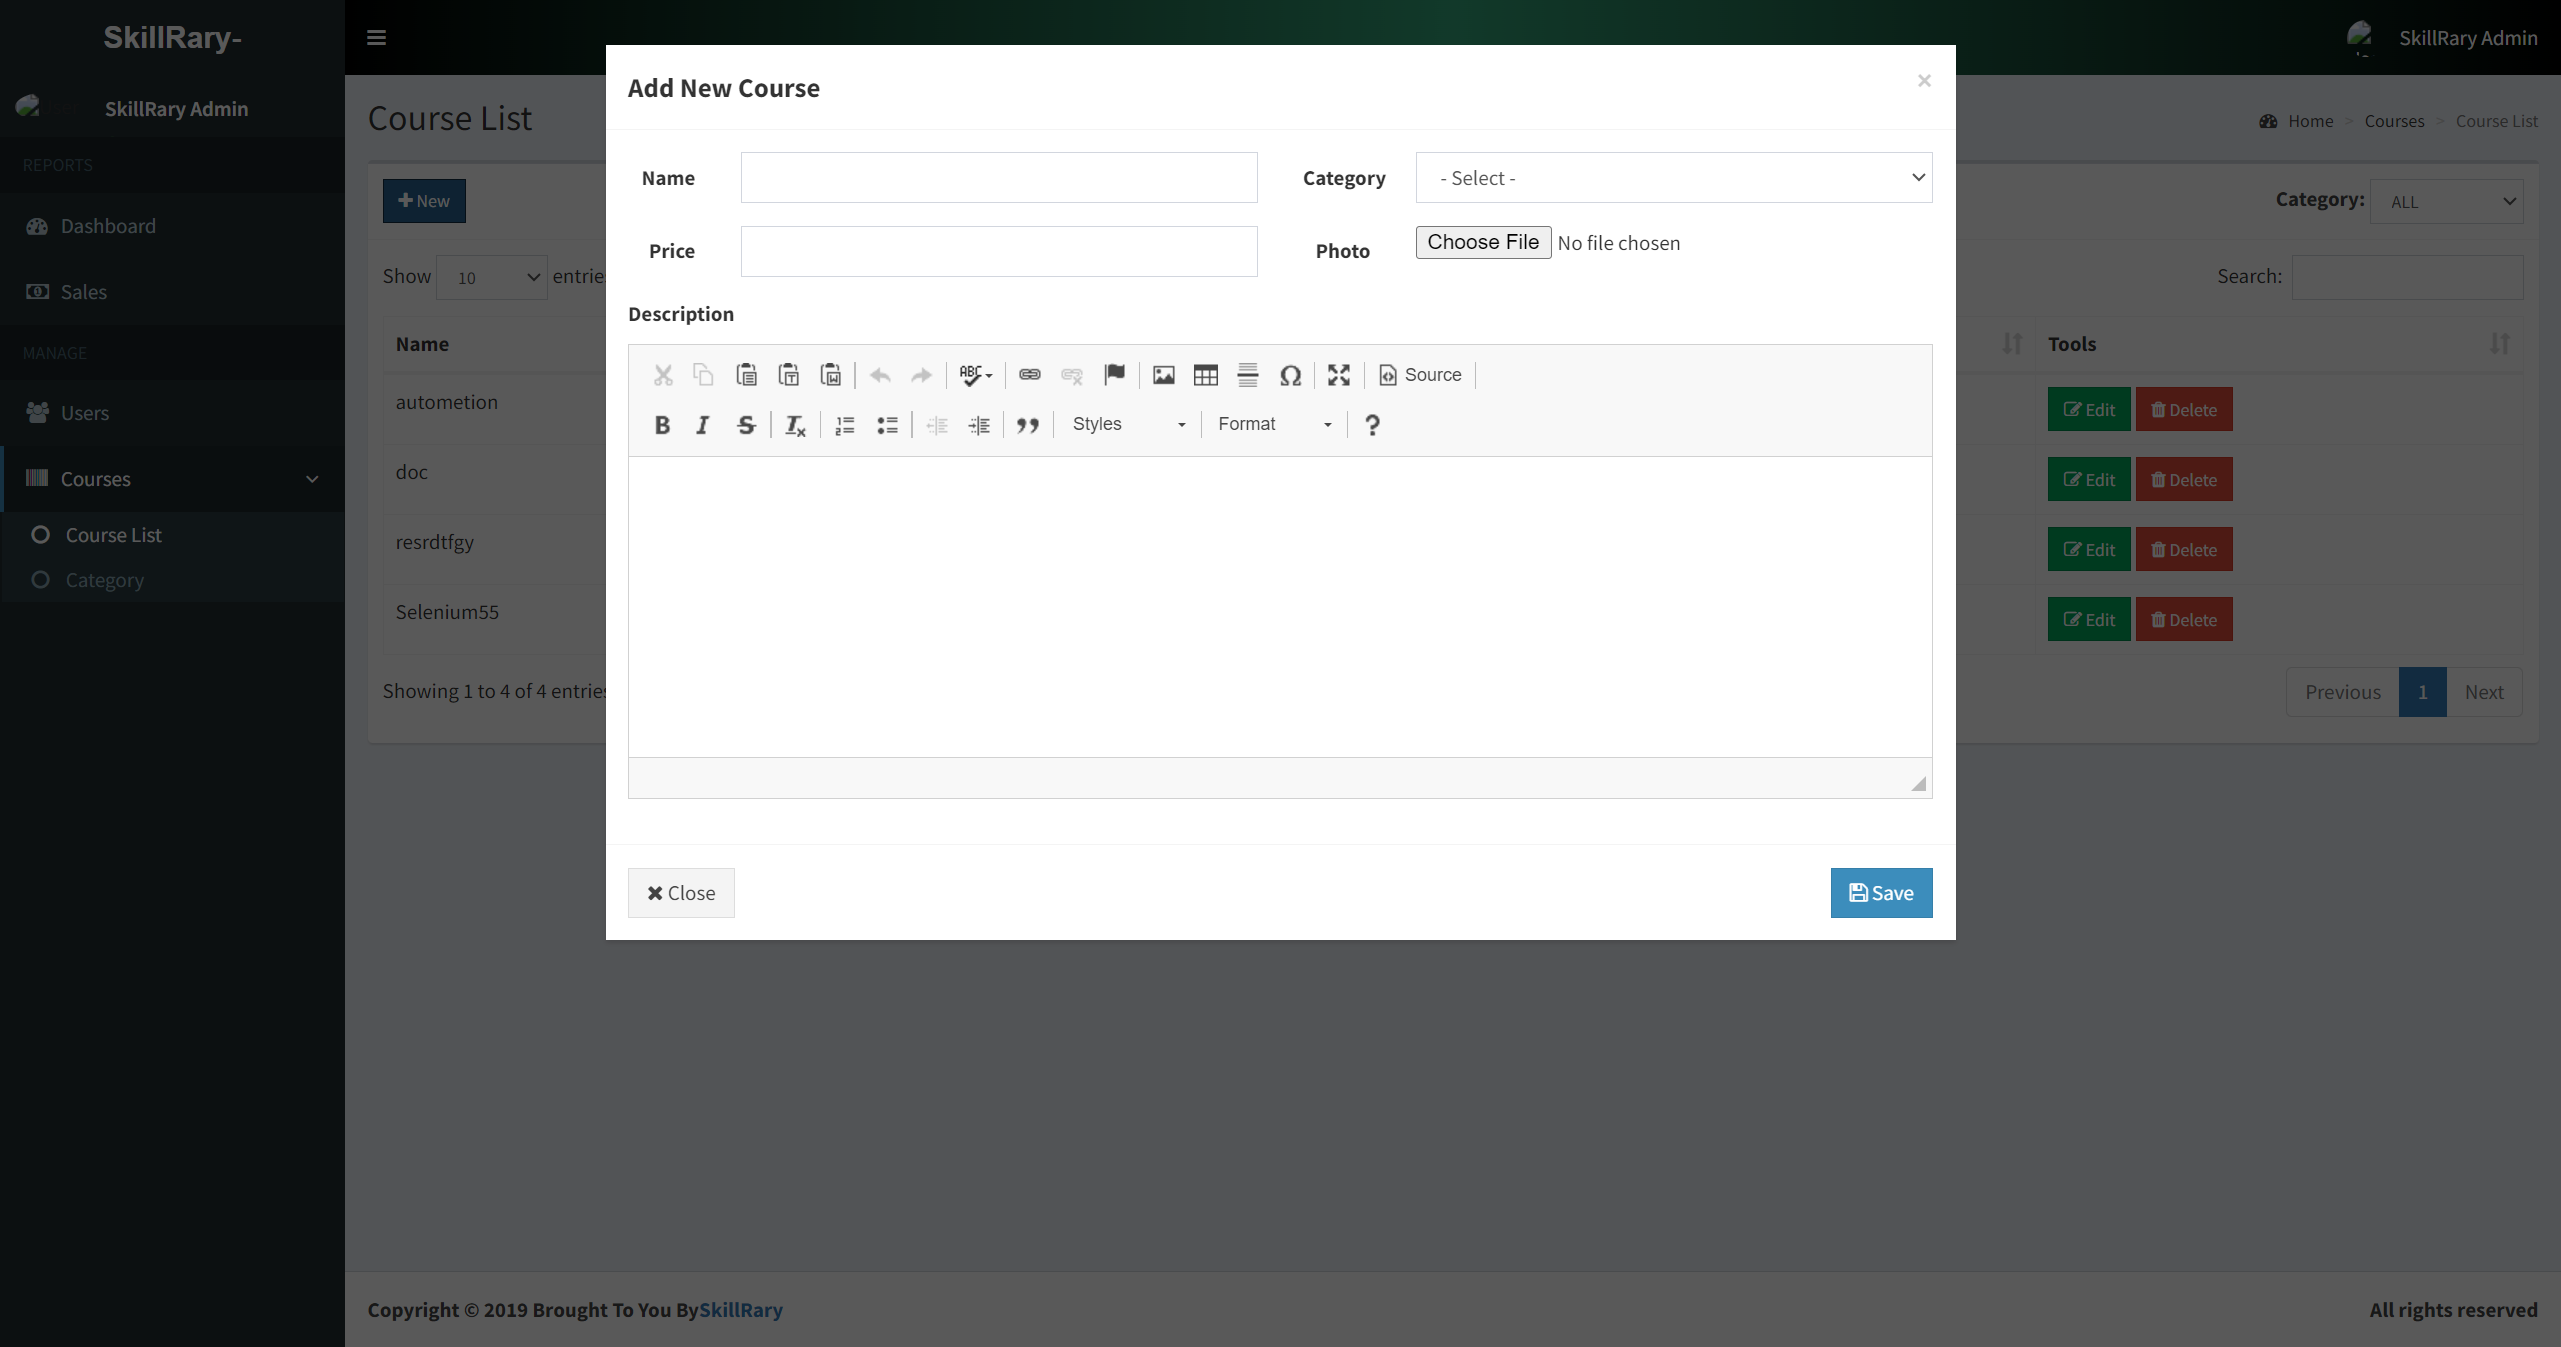 SkillRary-
SkillRary Admin
SkillRary Admin
REPORTS
Dashboard
Sales
MANAGE
Users
Courses
Course List
Category
Course List
Home > Courses > Course List
New
Category: ALL
Show 10 entries
Search:
Name
Tools
autometion
Edit Delete
doc
Edit Delete
resrdtfgy
Edit Delete
Selenium55
Edit Delete
Showing 1 to 4 of 4 entries
Previous 1 Next
Add New Course
×
Name
Category - Select -
Price
Photo Choose File No file chosen
Description
ABC
Source
B I S Ix
Styles Format ?
Close
Save
Copyright © 2019 Brought To You BySkillRary
All rights reserved